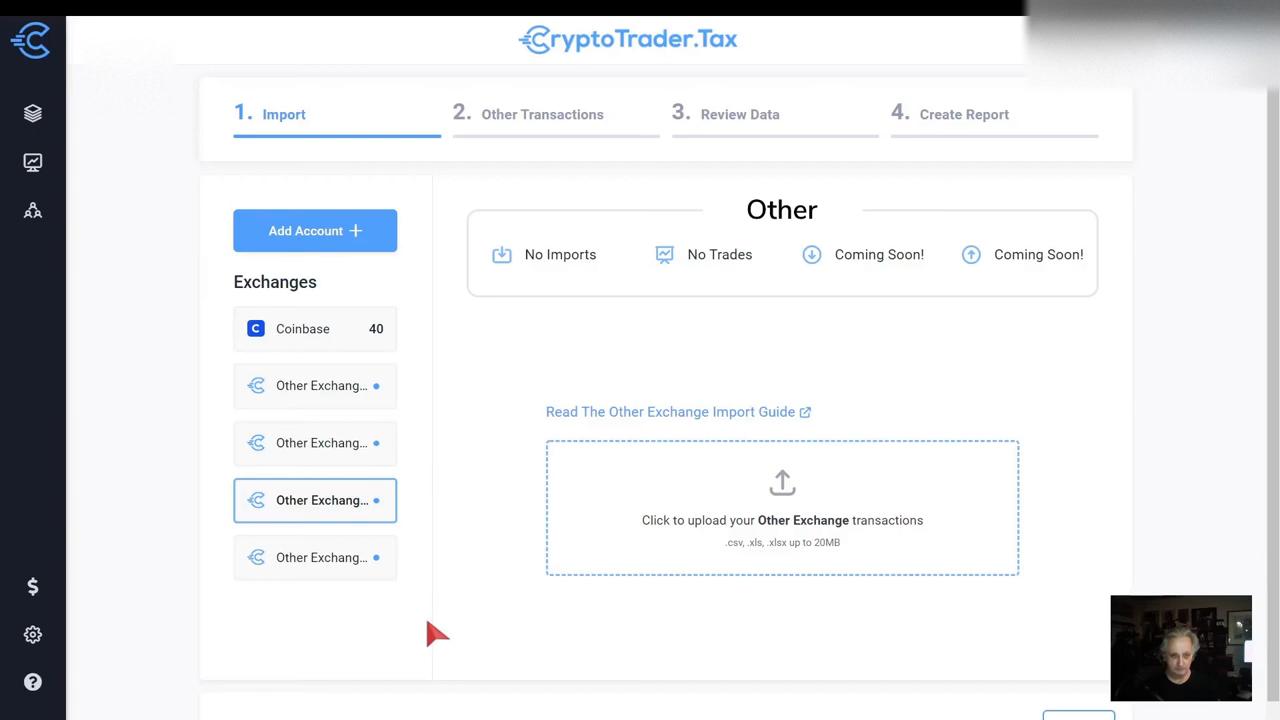 CryptoTrader.Tax
1. Import
2. Other Transactions
3. Review Data
4. Create Report
Add Account +
Exchanges
C Coinbase 40
Other Exchang...
Other Exchang...
Other Exchang...
Other Exchang...
Other
No Imports
No Trades
Coming Soon!
Coming Soon!
Read The Other Exchange Import Guide
Click to upload your Other Exchange transactions
.csv, .xls, .xlsx up to 20MB